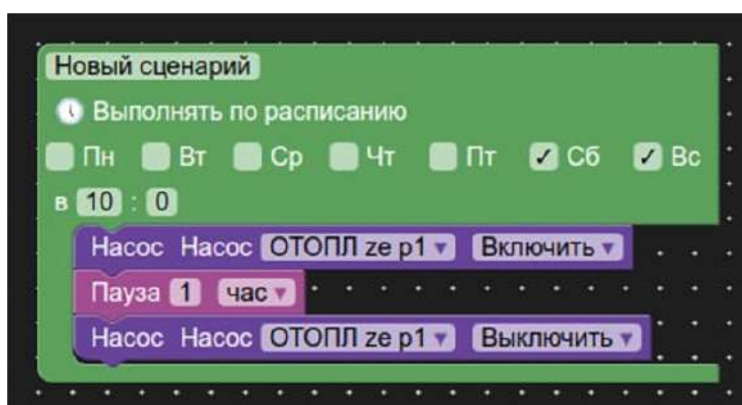 Новый сценарий
Выполнять по расписанию
Пн Вт Ср Чт Пт Сб Вс
в 10 : 0
Насос Насос ОТОПЛ ze p1 Включить
Пауза 1 час
Насос Насос ОТОПЛ ze p1 Выключить